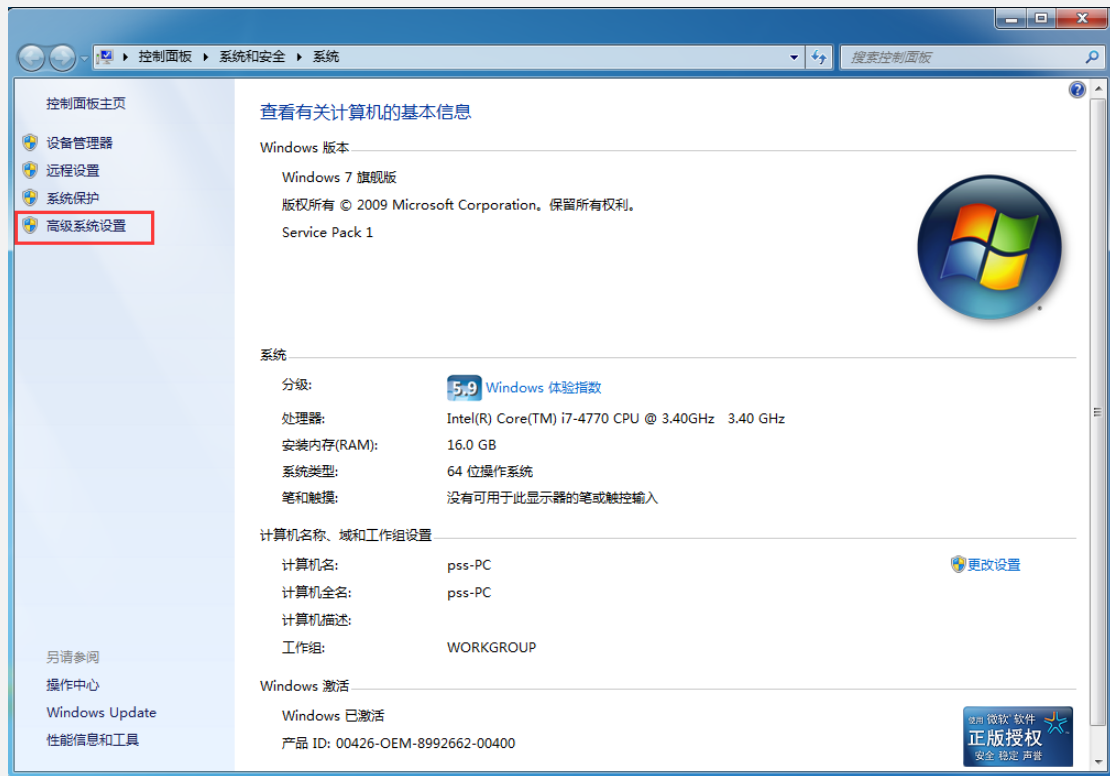 控制面板 系统和安全 系统
搜索控制面板
控制面板主页
设备管理器
远程设置
系统保护
高级系统设置
另请参阅
操作中心
Windows Update
性能信息和工具
查看有关计算机的基本信息
Windows 版本
Windows 7 旗舰版
版权所有 © 2009 Microsoft Corporation。保留所有权利。
Service Pack 1
系统
分级: 5.9 Windows 体验指数
处理器: Intel(R) Core(TM) i7-4770 CPU @ 3.40GHz 3.40 GHz
安装内存(RAM): 16.0 GB
系统类型: 64 位操作系统
笔和触摸: 没有可用于此显示器的笔或触控输入
计算机名称、域和工作组设置
计算机名: pss-PC 更改设置
计算机全名: pss-PC
计算机描述:
工作组: WORKGROUP
Windows 激活
Windows 已激活
产品 ID: 00426-OEM-8992662-00400
使用 微软 软件
正版授权
安全 稳定 声誉